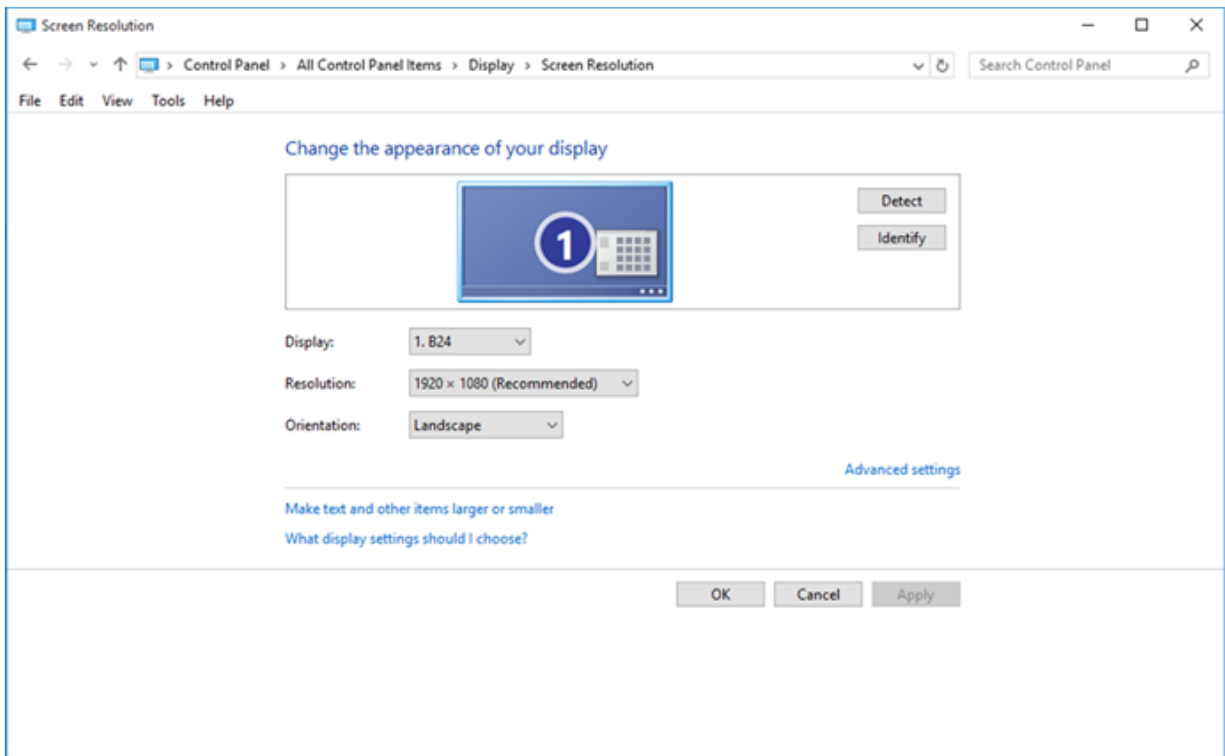 Screen Resolution
Control Panel > All Control Panel Items > Display > Screen Resolution
Search Control Panel
File Edit View Tools Help
Change the appearance of your display
1
Detect
Identify
Display: 1. B24
Resolution: 1920 × 1080 (Recommended)
Orientation: Landscape
Advanced settings
Make text and other items larger or smaller
What display settings should I choose?
OK Cancel Apply